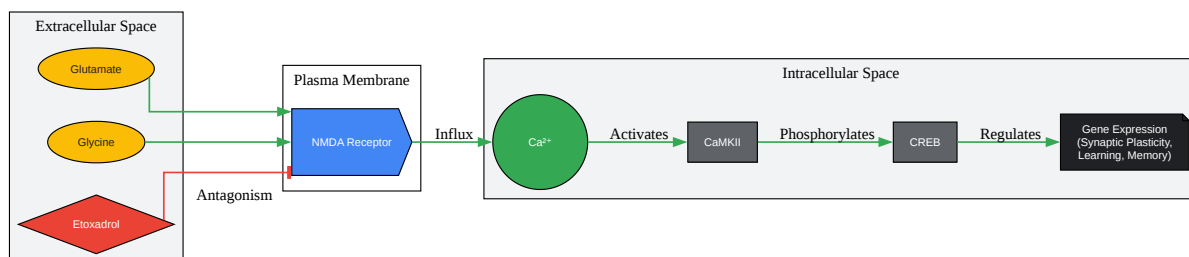 Extracellular Space
Glutamate
Glycine
Etoxadrol
Antagonism
Plasma Membrane
NMDA Receptor
Influx
Intracellular Space
Ca²⁺
Activates
CaMKII
Phosphorylates
CREB
Regulates
Gene Expression
(Synaptic Plasticity,
Learning, Memory)